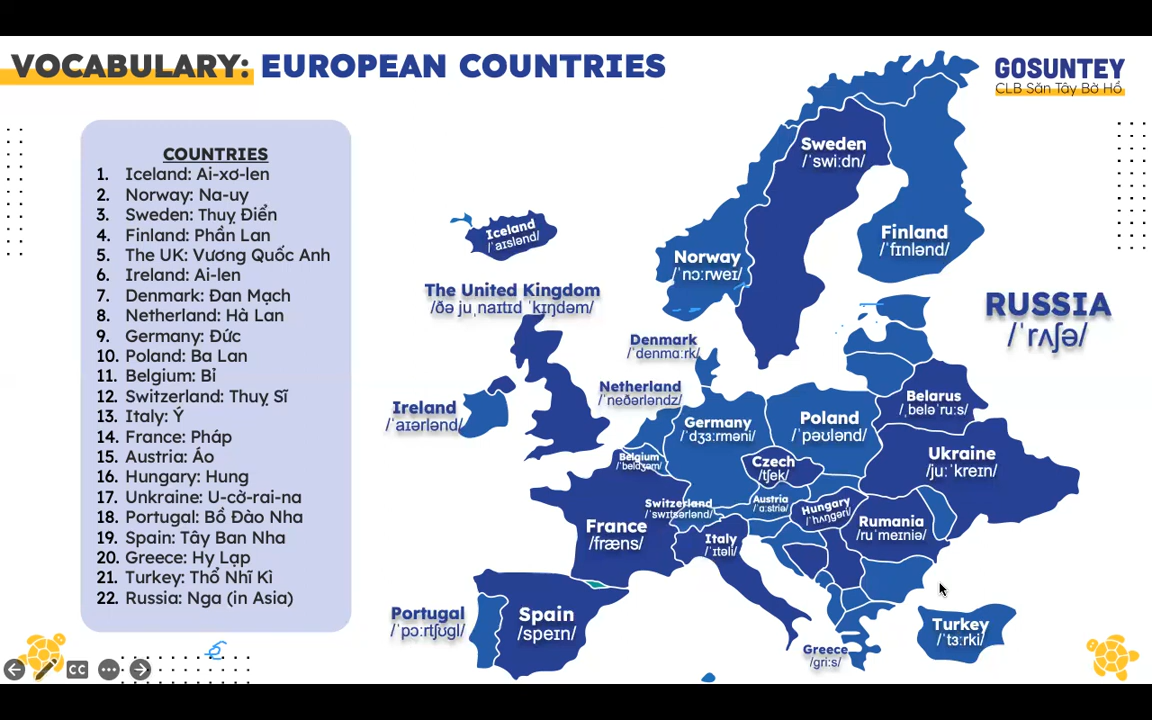 VOCABULARY: EUROPEAN COUNTRIES
GOSUNTEY
CLB Săn Tây Bờ Hồ
COUNTRIES
1. Iceland: Ai-xơ-len
2. Norway: Na-uy
3. Sweden: Thuỵ Điển
4. Finland: Phần Lan
5. The UK: Vương Quốc Anh
6. Ireland: Ai-len
7. Denmark: Đan Mạch
8. Netherland: Hà Lan
9. Germany: Đức
10. Poland: Ba Lan
11. Belgium: Bỉ
12. Switzerland: Thuỵ Sĩ
13. Italy: Ý
14. France: Pháp
15. Austria: Áo
16. Hungary: Hung
17. Unkraine: U-cờ-rai-na
18. Portugal: Bồ Đào Nha
19. Spain: Tây Ban Nha
20. Greece: Hy Lạp
21. Turkey: Thổ Nhĩ Kì
22. Russia: Nga (in Asia)
Sweden
/ˈswiːdn/
Iceland
/ˈaɪslənd/
Finland
/ˈfɪnlənd/
Norway
/ˈnɔːrweɪ/
The United Kingdom
/ðə juˌnaɪtɪd ˈkɪŋdəm/
RUSSIA
/ˈrʌʃə/
Denmark
/ˈdenmɑːrk/
Netherland
/ˈneðərləndz/
Ireland
/ˈaɪərlənd/
Belarus
/ˌbeləˈruːs/
Germany
/ˈdʒɜːrməni/
Poland
/ˈpəʊlənd/
Belgium
/ˈbeldʒəm/
Czech
/tʃek/
Ukraine
/juːˈkreɪn/
Switzerland
/ˈswɪtsərlənd/
Austria
/ˈɑːstriə/
Hungary
/ˈhʌŋɡəri/
France
/fræns/
Italy
/ˈɪtəli/
Rumania
/ruˈmeɪniə/
Portugal
/ˈpɔːrtʃʊɡl/
Spain
/speɪn/
Greece
/ɡriːs/
Turkey
/ˈtɜːrki/
CC